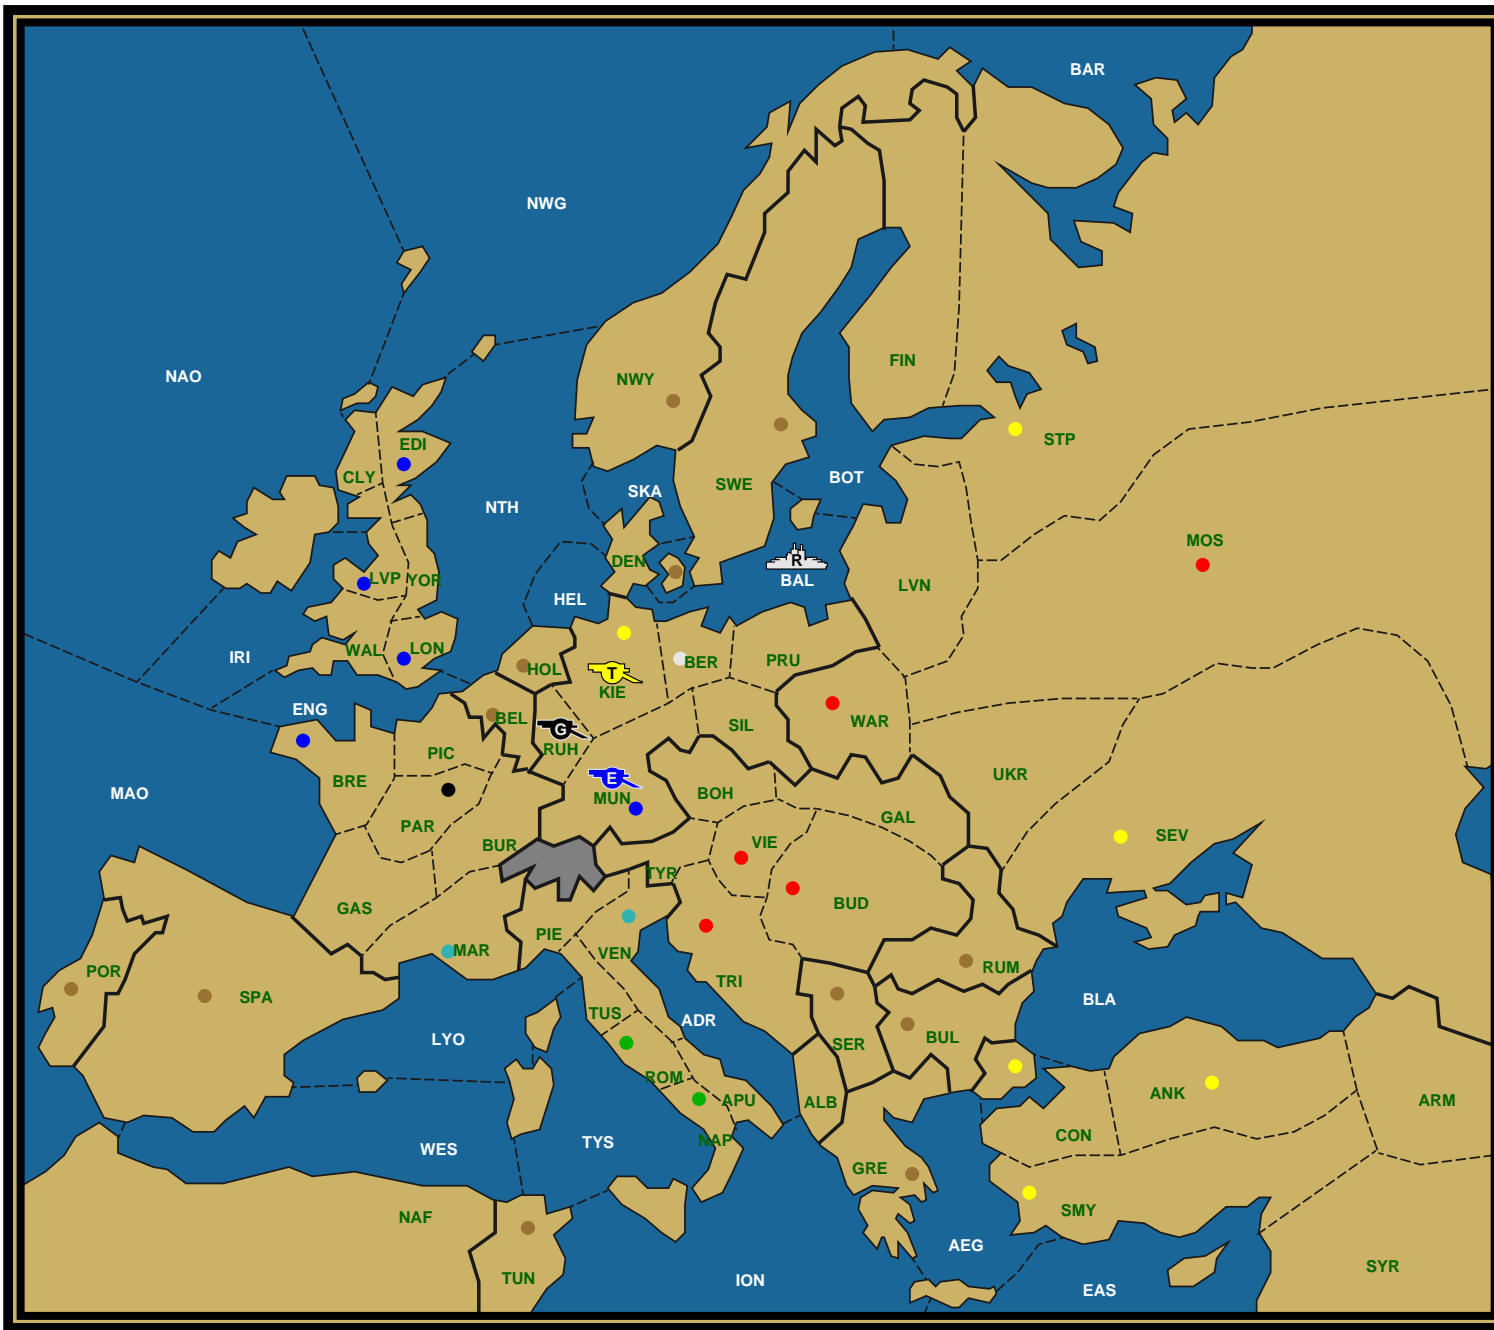 BAR
NWG
NAO
FIN
NWY
STP
EDI
CLY
SWE
BOT
SKA
NTH
MOS
R
DEN
BAL
LVP YOR
LVN
HEL
WAL
LON
IRI
HOL
BER
PRU
T
KIE
ENG
BEL
WAR
SIL
G
RUH
PIC
UKR
E
BRE
MAO
MUN
BOH
GAL
PAR
SEV
BUR
VIE
TYR
BUD
GAS
PIE
MAR
VEN
POR
RUM
SPA
TRI
BLA
TUS
ADR
LYO
BUL
SER
ROM
ANK
APU
ALB
ARM
CON
NAP
TYS
WES
GRE
SMY
NAF
AEG
SYR
TUN
ION
EAS